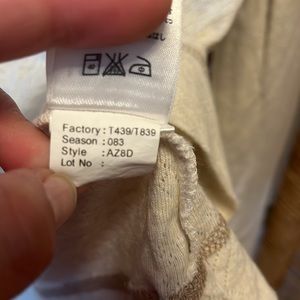 Factory : T439/T839
Season : 083
Style : AZ8D
Lot No :